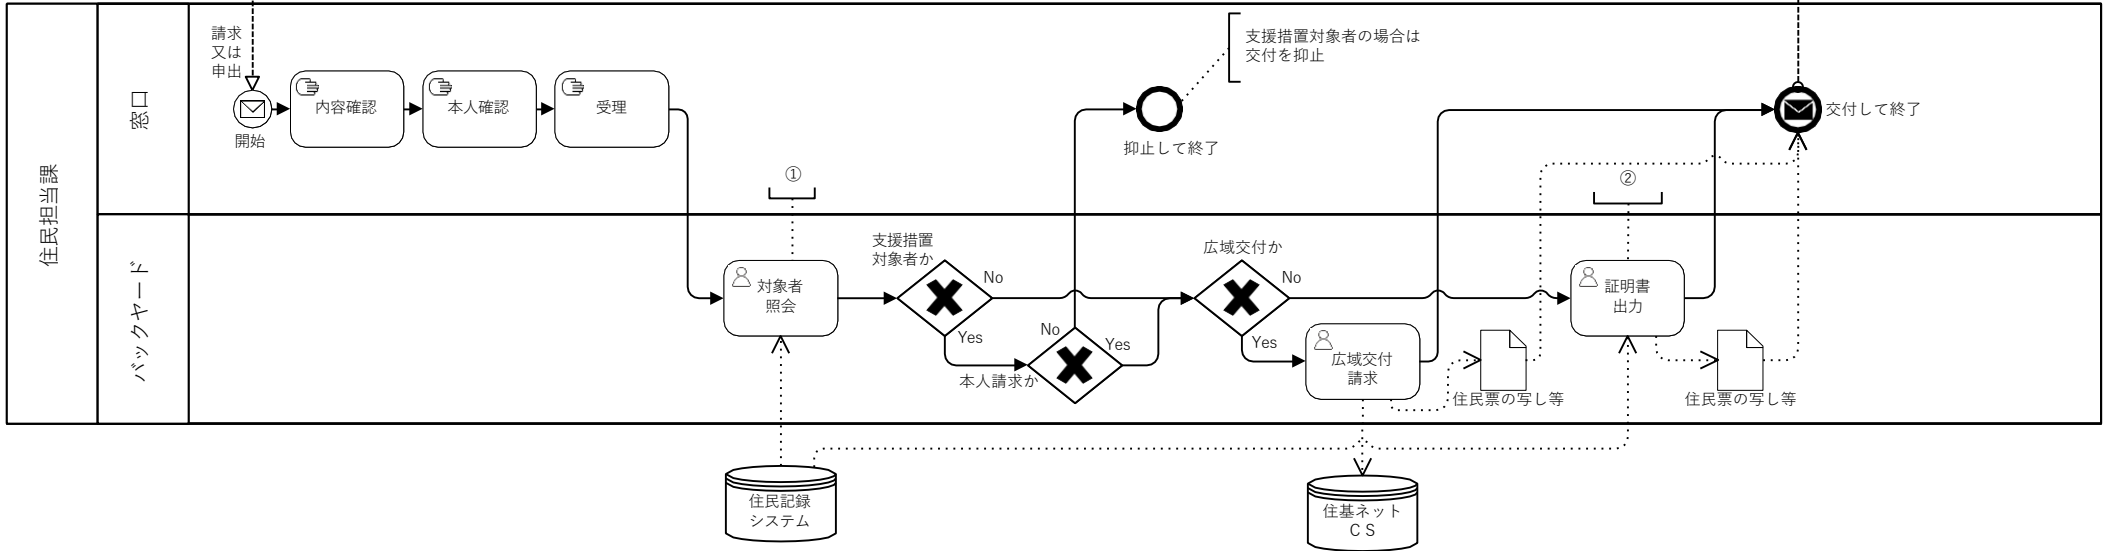 住民担当課
窓口
バックヤード
請求
又は
申出
開始
内容確認
本人確認
受理
①
抑止して終了
支援措置対象者の場合は
交付を抑止
②
交付して終了
対象者
照会
支援措置
対象者か
No
Yes
本人請求か
No
Yes
広域交付か
No
Yes
広域交付
請求
住民票の写し等
証明書
出力
住民票の写し等
住民記録
システム
住基ネット
CS